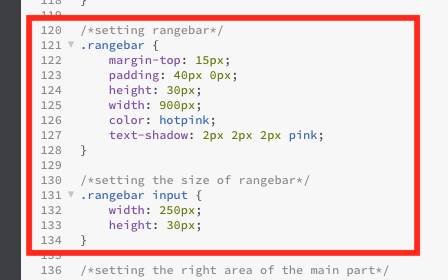 118 }
119
120 /*setting rangebar*/
121 .rangebar {
122 margin-top: 15px;
123 padding: 40px 0px;
124 height: 30px;
125 width: 900px;
126 color: hotpink;
127 text-shadow: 2px 2px 2px pink;
128 }
129
130 /*setting the size of rangebar*/
131 .rangebar input {
132 width: 250px;
133 height: 30px;
134 }
135
136 /*setting the right area of the main part*/